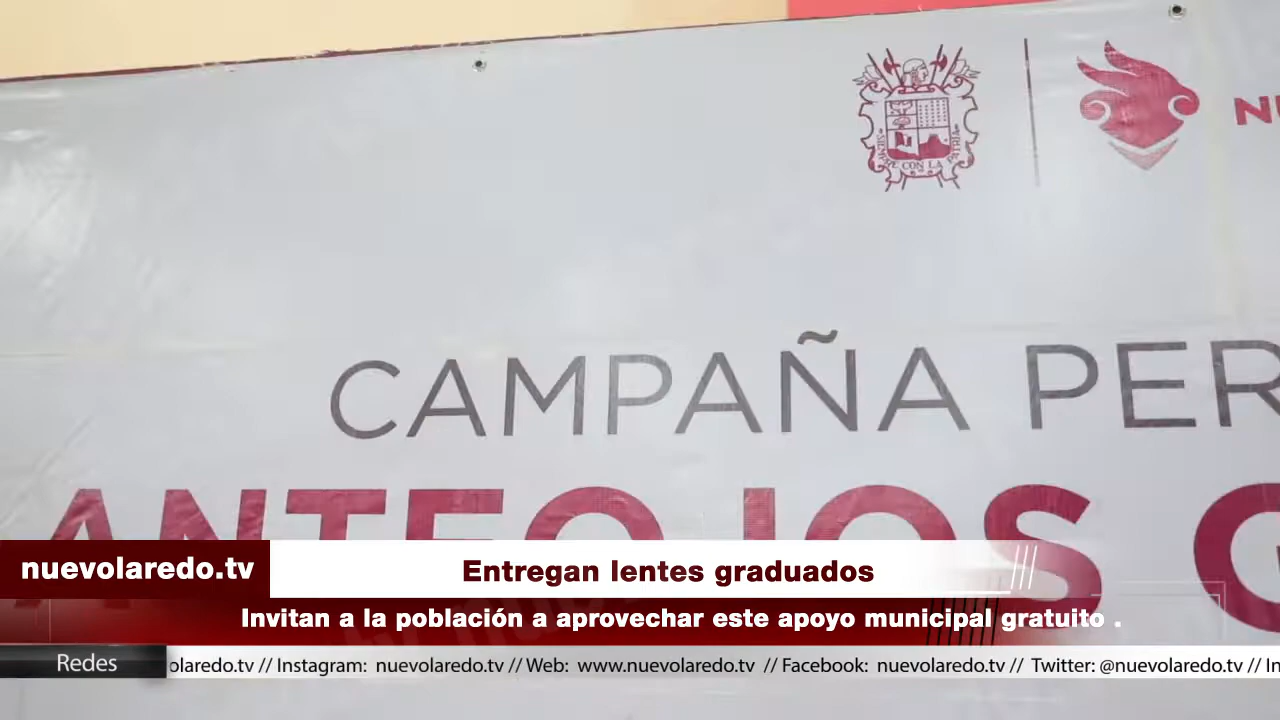 SIEMPRE CON LA PATRIA
CAMPAÑA
ANTEOJOS
nuevolaredo.tv
Entregan lentes graduados
Invitan a la población a aprovechar este apoyo municipal gratuito .
Redes
olaredo.tv // Instagram: nuevolaredo.tv // Web: www.nuevolaredo.tv // Facebook: nuevolaredo.tv // Twitter: @nuevolaredo.tv // In